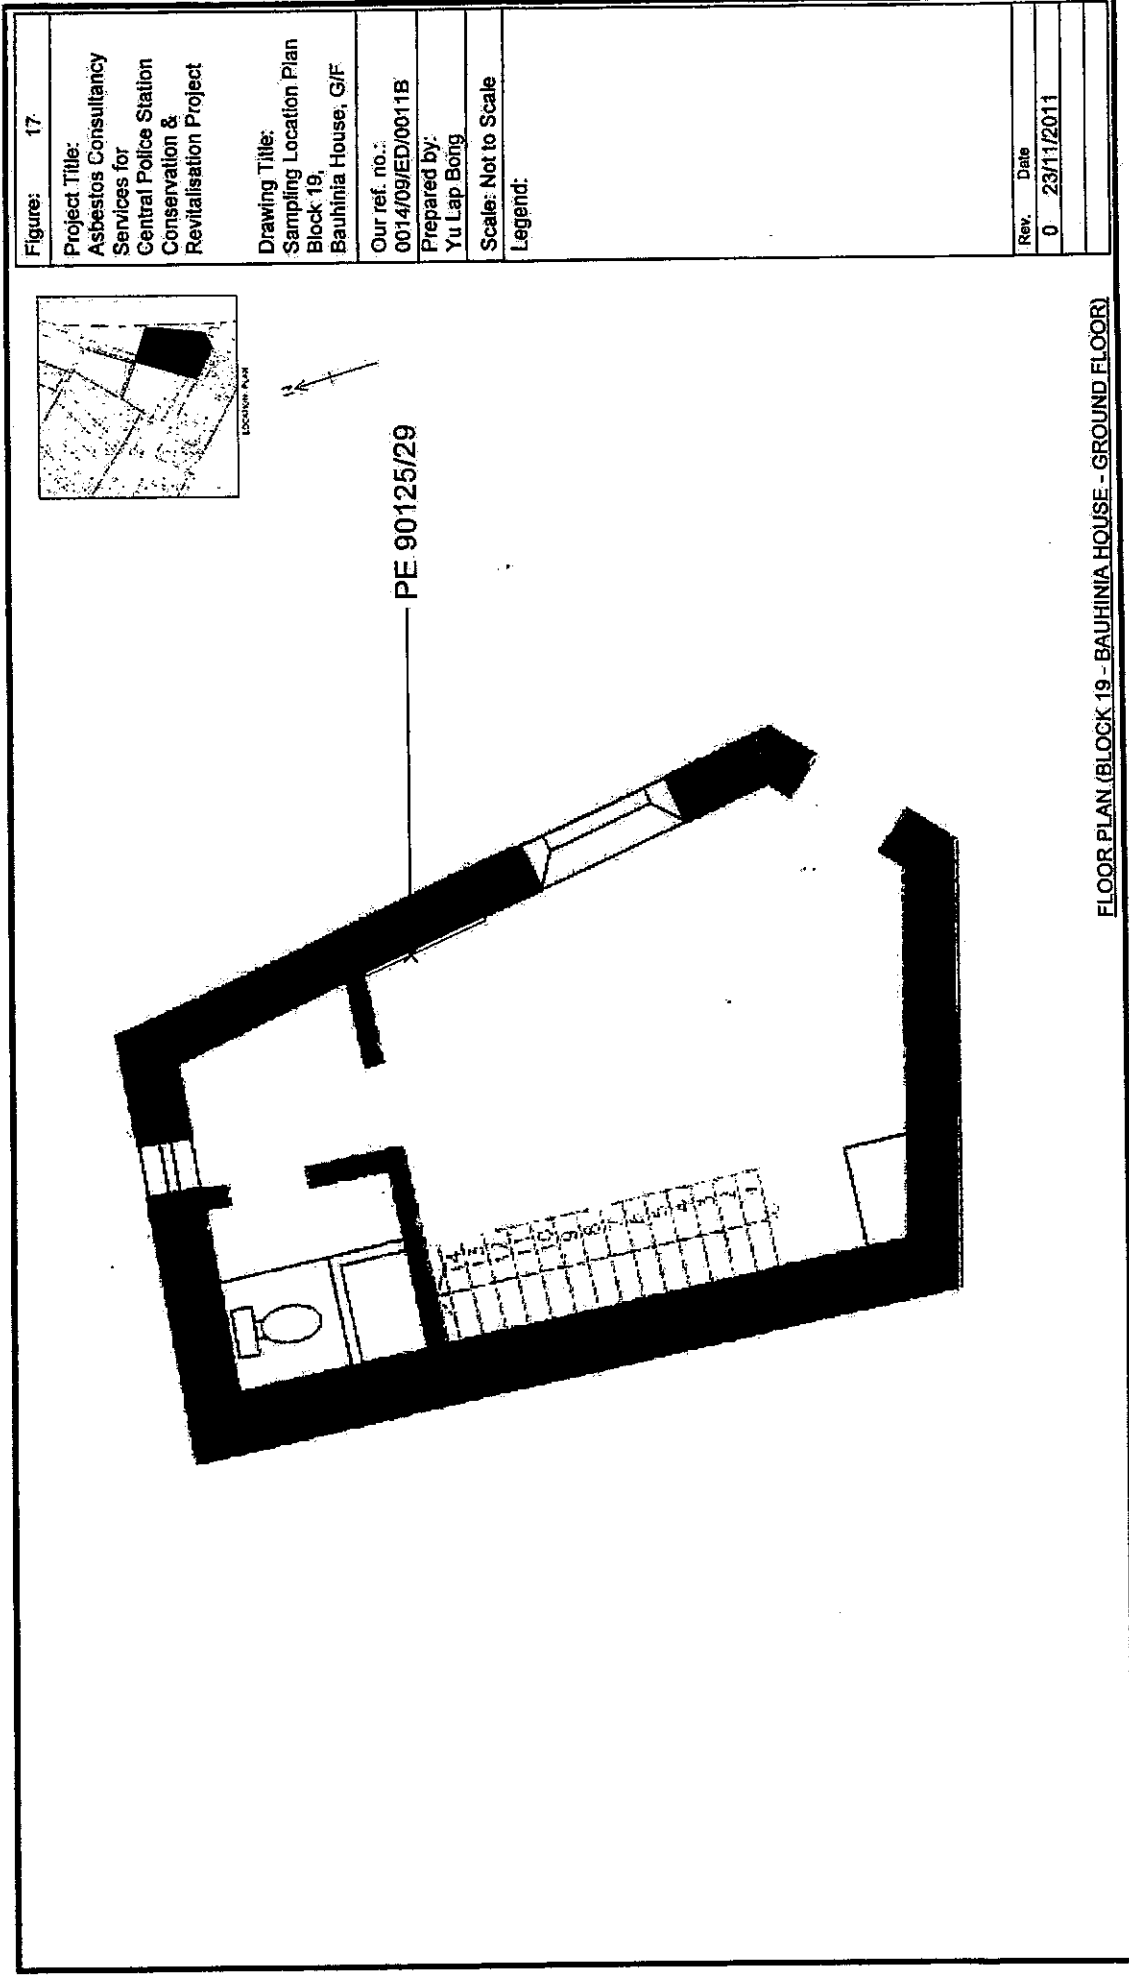 Figure: 17
Project Title:
Asbestos Consultancy
Services for
Central Police Station
Conservation &
Revitalisation Project
Drawing Title:
Sampling Location Plan
Block 19,
Bauhinia House, G/F
Our ref. no.:
0014/09/ED/0011B
Prepared by:
Yu Lap Bong
Scale: Not to Scale
Legend:
Rev. Date
0 23/11/2011
LOCATION PLAN
N
PE 90125/29
FLOOR PLAN (BLOCK 19 - BAUHINIA HOUSE - GROUND FLOOR)